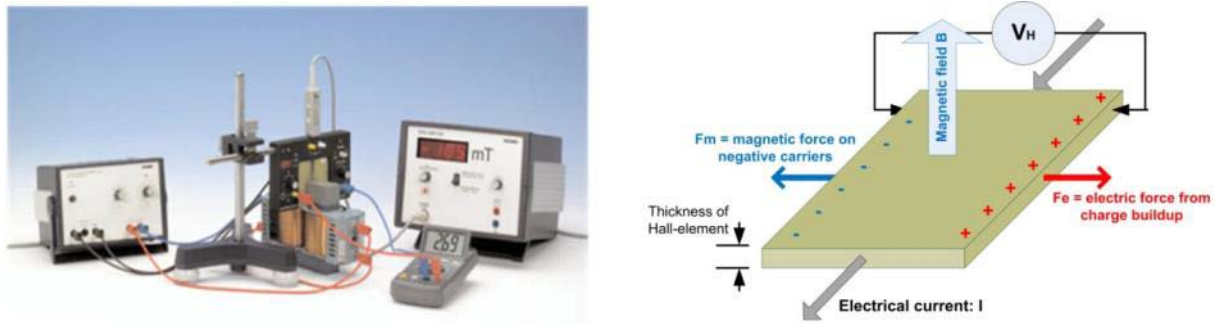 mT
269
V_H
Magnetic field B
Fm = magnetic force on
negative carriers
Fe = electric force from
charge buildup
Thickness of
Hall-element
Electrical current: I